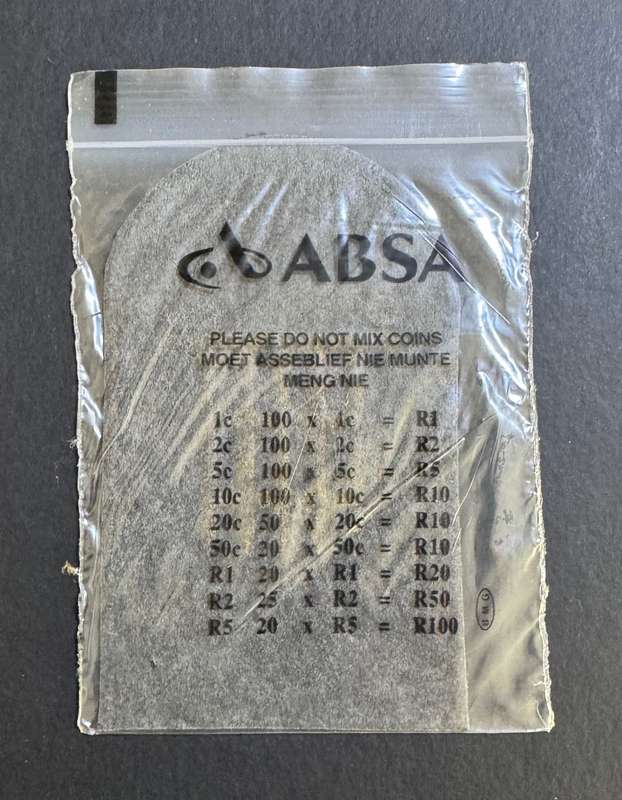 ABSA
PLEASE DO NOT MIX COINS
MOET ASSEBLIEF NIE MUNTE
MENG NIE
1c 100 x 1c = R1
2c 100 x 2c = R2
5c 100 x 5c = R5
10c 100 x 10c = R10
20c 50 x 20c = R10
50c 20 x 50c = R10
R1 20 x R1 = R20
R2 25 x R2 = R50
R5 20 x R5 = R100